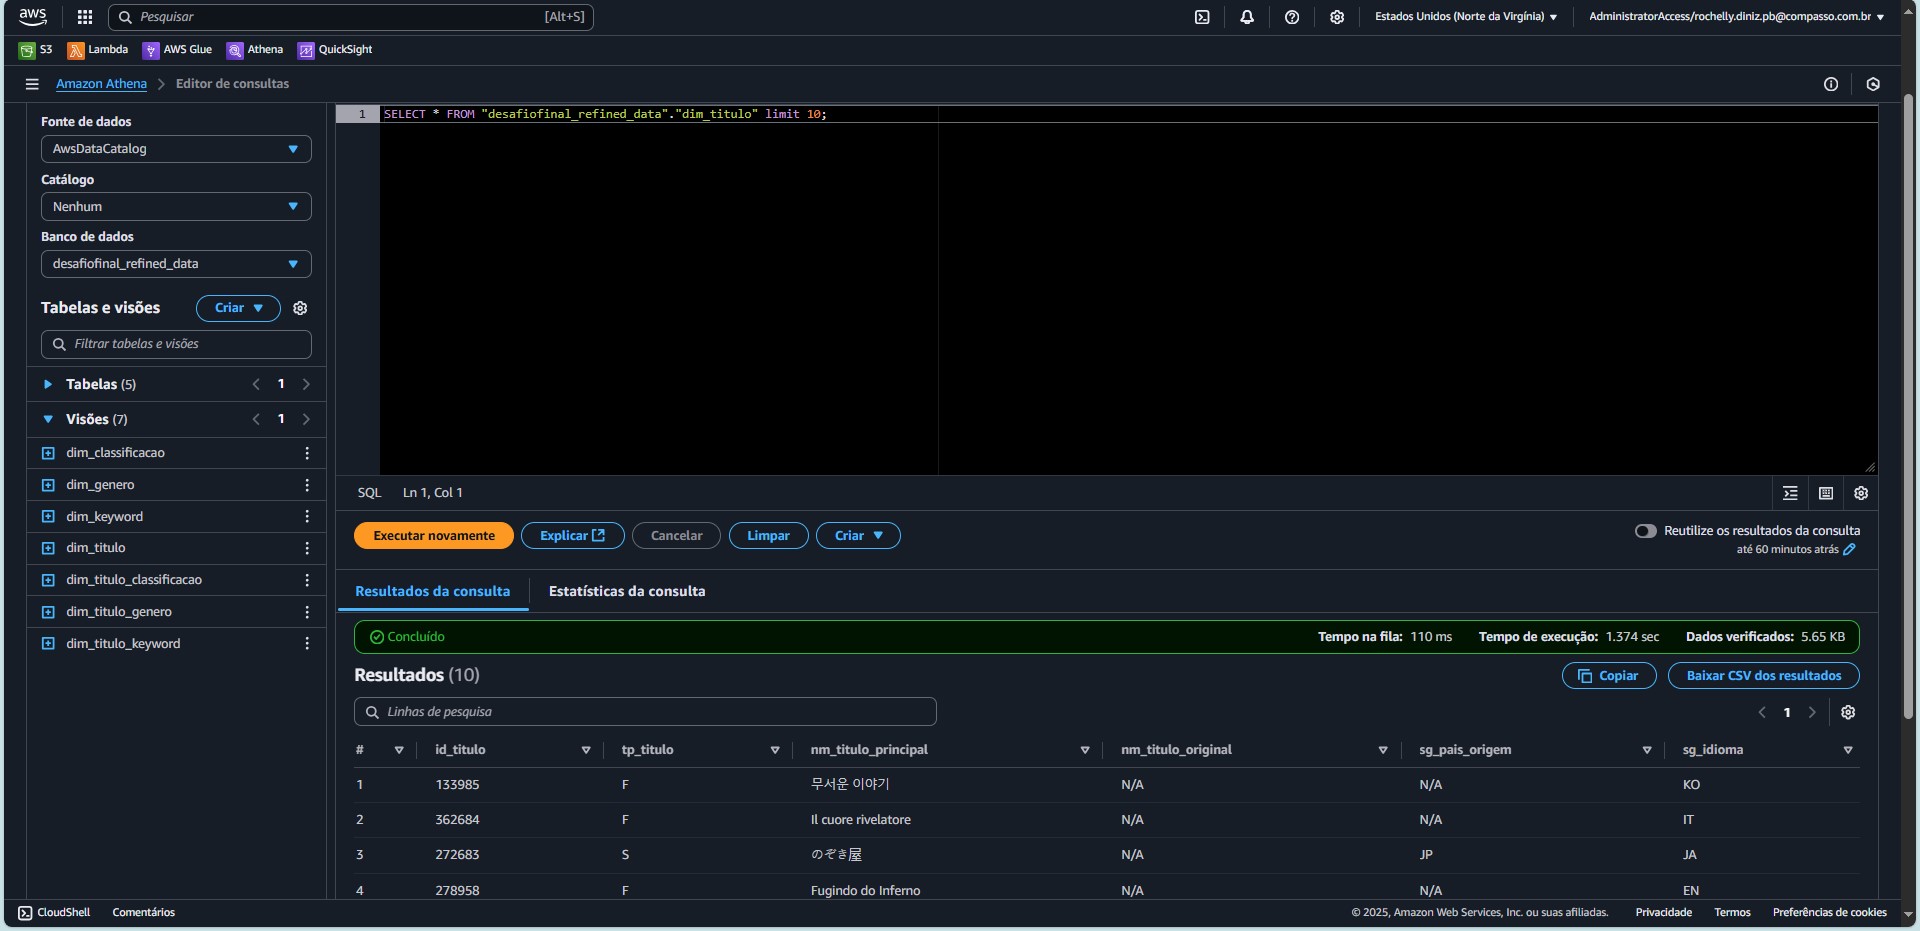 aws
Pesquisar [Alt+S] Estados Unidos (Norte da Virgínia) AdministratorAccess/rochelly.diniz.pb@compasso.com.br
S3 Lambda AWS Glue Athena QuickSight
Amazon Athena Editor de consultas
Fonte de dados
AwsDataCatalog
Catálogo
Nenhum
Banco de dados
desafiofinal_refined_data
Tabelas e visões Criar
Filtrar tabelas e visões
Tabelas (5) 1
Visões (7) 1
dim_classificacao
dim_genero
dim_keyword
dim_titulo
dim_titulo_classificacao
dim_titulo_genero
dim_titulo_keyword
1 SELECT * FROM "desafiofinal_refined_data"."dim_titulo" limit 10;
SQL Ln 1, Col 1
Executar novamente Explicar Cancelar Limpar Criar
Reutilize os resultados da consulta
até 60 minutos atrás
Resultados da consulta Estatísticas da consulta
Concluído Tempo na fila: 110 ms Tempo de execução: 1.374 sec Dados verificados: 5.65 KB
Resultados (10) Copiar Baixar CSV dos resultados
Linhas de pesquisa 1
# id_titulo tp_titulo nm_titulo_principal nm_titulo_original sg_pais_origem sg_idioma
1 133985 F 무서운 이야기 N/A N/A KO
2 362684 F Il cuore rivelatore N/A N/A IT
3 272683 S のぞき屋 N/A JP JA
4 278958 F Fugindo do Inferno N/A N/A EN
CloudShell Comentários © 2025, Amazon Web Services, Inc. ou suas afiliadas. Privacidade Termos Preferências de cookies